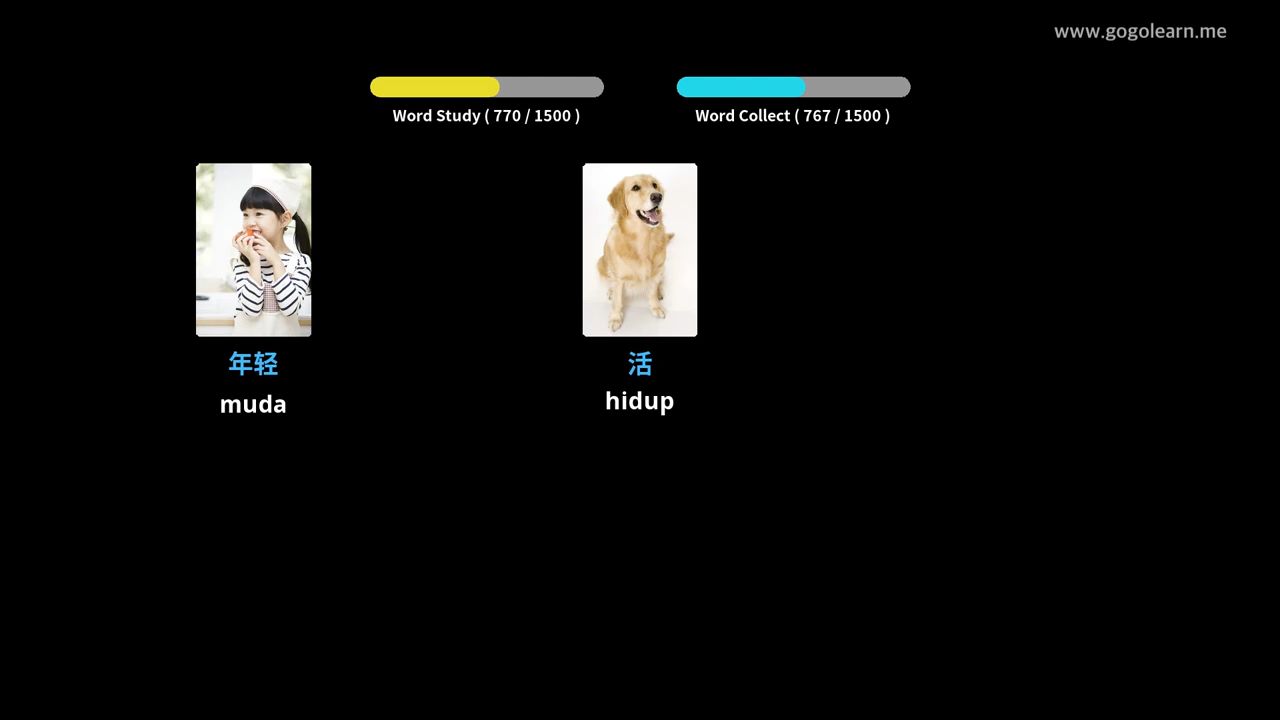 www.gogolearn.me
Word Study ( 770 / 1500 )
Word Collect ( 767 / 1500 )
年轻
muda
活
hidup